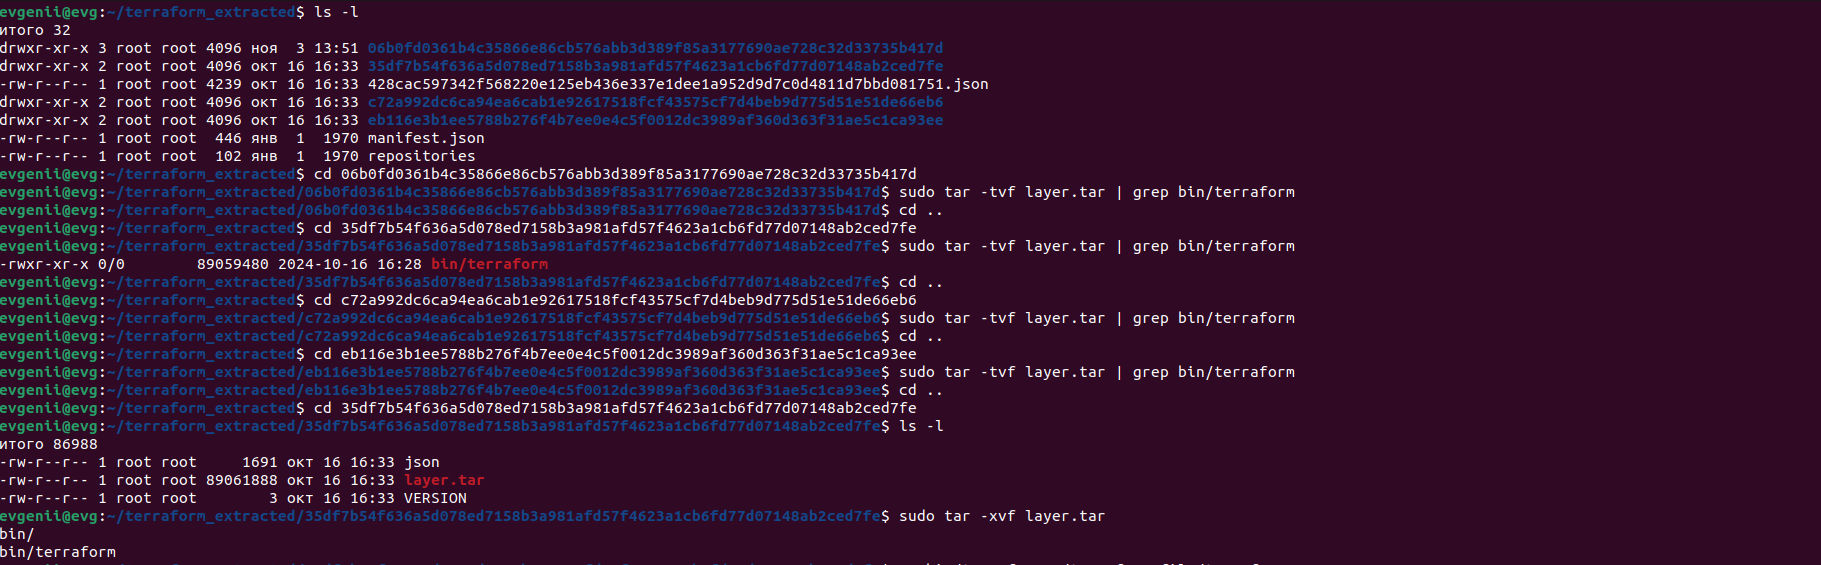 evgenii@evg:~/terraform_extracted$ ls -l
итого 32
drwxr-xr-x 3 root root 4096 ноя  3 13:51 06b0fd0361b4c35866e86cb576abb3d389f85a3177690ae728c32d33735b417d
drwxr-xr-x 2 root root 4096 окт 16 16:33 35df7b54f636a5d078ed7158b3a981afd57f4623a1cb6fd77d07148ab2ced7fe
-rw-r--r-- 1 root root 4239 окт 16 16:33 428cac597342f568220e125eb436e337e1dee1a952d9d7c0d4811d7bbd081751.json
drwxr-xr-x 2 root root 4096 окт 16 16:33 c72a992dc6ca94ea6cab1e92617518fcf43575cf7d4beb9d775d51e51de66eb6
drwxr-xr-x 2 root root 4096 окт 16 16:33 eb116e3b1ee5788b276f4b7ee0e4c5f0012dc3989af360d363f31ae5c1ca93ee
-rw-r--r-- 1 root root  446 янв  1  1970 manifest.json
-rw-r--r-- 1 root root  102 янв  1  1970 repositories
evgenii@evg:~/terraform_extracted$ cd 06b0fd0361b4c35866e86cb576abb3d389f85a3177690ae728c32d33735b417d
evgenii@evg:~/terraform_extracted/06b0fd0361b4c35866e86cb576abb3d389f85a3177690ae728c32d33735b417d$ sudo tar -tvf layer.tar | grep bin/terraform
evgenii@evg:~/terraform_extracted/06b0fd0361b4c35866e86cb576abb3d389f85a3177690ae728c32d33735b417d$ cd ..
evgenii@evg:~/terraform_extracted$ cd 35df7b54f636a5d078ed7158b3a981afd57f4623a1cb6fd77d07148ab2ced7fe
evgenii@evg:~/terraform_extracted/35df7b54f636a5d078ed7158b3a981afd57f4623a1cb6fd77d07148ab2ced7fe$ sudo tar -tvf layer.tar | grep bin/terraform
-rwxr-xr-x 0/0        89059480 2024-10-16 16:28 bin/terraform
evgenii@evg:~/terraform_extracted/35df7b54f636a5d078ed7158b3a981afd57f4623a1cb6fd77d07148ab2ced7fe$ cd ..
evgenii@evg:~/terraform_extracted$ cd c72a992dc6ca94ea6cab1e92617518fcf43575cf7d4beb9d775d51e51de66eb6
evgenii@evg:~/terraform_extracted/c72a992dc6ca94ea6cab1e92617518fcf43575cf7d4beb9d775d51e51de66eb6$ sudo tar -tvf layer.tar | grep bin/terraform
evgenii@evg:~/terraform_extracted/c72a992dc6ca94ea6cab1e92617518fcf43575cf7d4beb9d775d51e51de66eb6$ cd ..
evgenii@evg:~/terraform_extracted$ cd eb116e3b1ee5788b276f4b7ee0e4c5f0012dc3989af360d363f31ae5c1ca93ee
evgenii@evg:~/terraform_extracted/eb116e3b1ee5788b276f4b7ee0e4c5f0012dc3989af360d363f31ae5c1ca93ee$ sudo tar -tvf layer.tar | grep bin/terraform
evgenii@evg:~/terraform_extracted/eb116e3b1ee5788b276f4b7ee0e4c5f0012dc3989af360d363f31ae5c1ca93ee$ cd ..
evgenii@evg:~/terraform_extracted$ cd 35df7b54f636a5d078ed7158b3a981afd57f4623a1cb6fd77d07148ab2ced7fe
evgenii@evg:~/terraform_extracted/35df7b54f636a5d078ed7158b3a981afd57f4623a1cb6fd77d07148ab2ced7fe$ ls -l
итого 86988
-rw-r--r-- 1 root root     1691 окт 16 16:33 json
-rw-r--r-- 1 root root 89061888 окт 16 16:33 layer.tar
-rw-r--r-- 1 root root        3 окт 16 16:33 VERSION
evgenii@evg:~/terraform_extracted/35df7b54f636a5d078ed7158b3a981afd57f4623a1cb6fd77d07148ab2ced7fe$ sudo tar -xvf layer.tar
bin/
bin/terraform